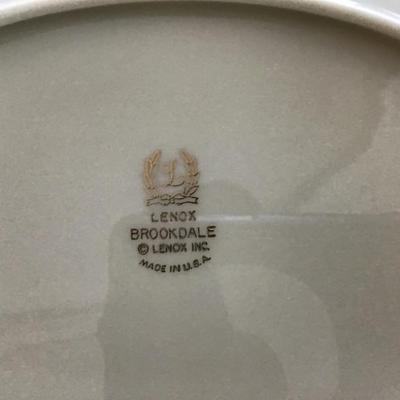 L
LENOX
BROOKDALE
© LENOX INC.
MADE IN U.S.A.